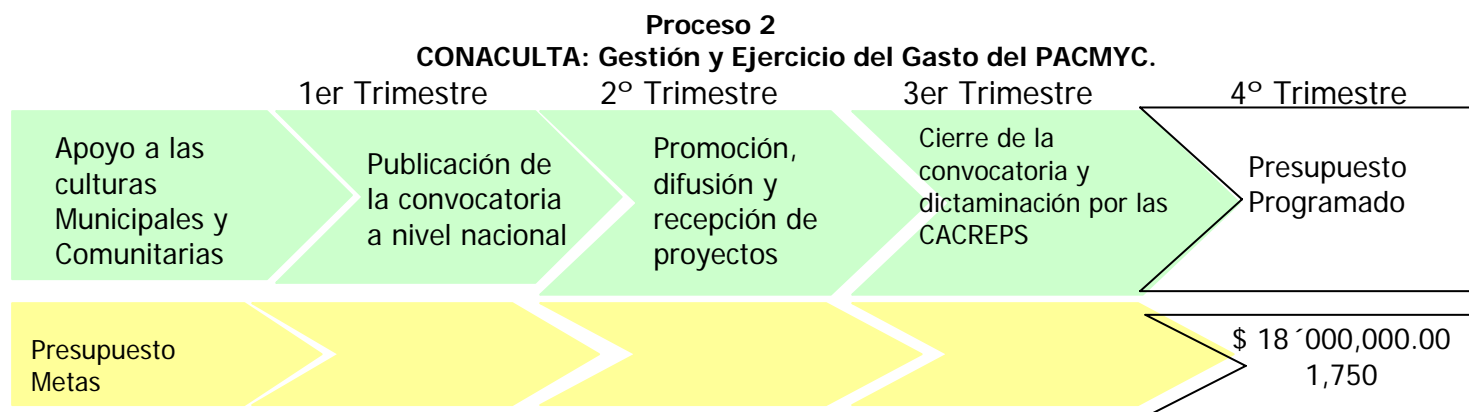 Proceso 2
CONACULTA: Gestión y Ejercicio del Gasto del PACMYC.
1er Trimestre
2º Trimestre
3er Trimestre
4º Trimestre
Apoyo a las
culturas
Municipales y
Comunitarias
Publicación de
la convocatoria
a nivel nacional
Promoción,
difusión y
recepción de
proyectos
Cierre de la
convocatoria y
dictaminación por las
CACREPS
Presupuesto
Programado
Presupuesto
Metas
$ 18´000,000.00
1,750